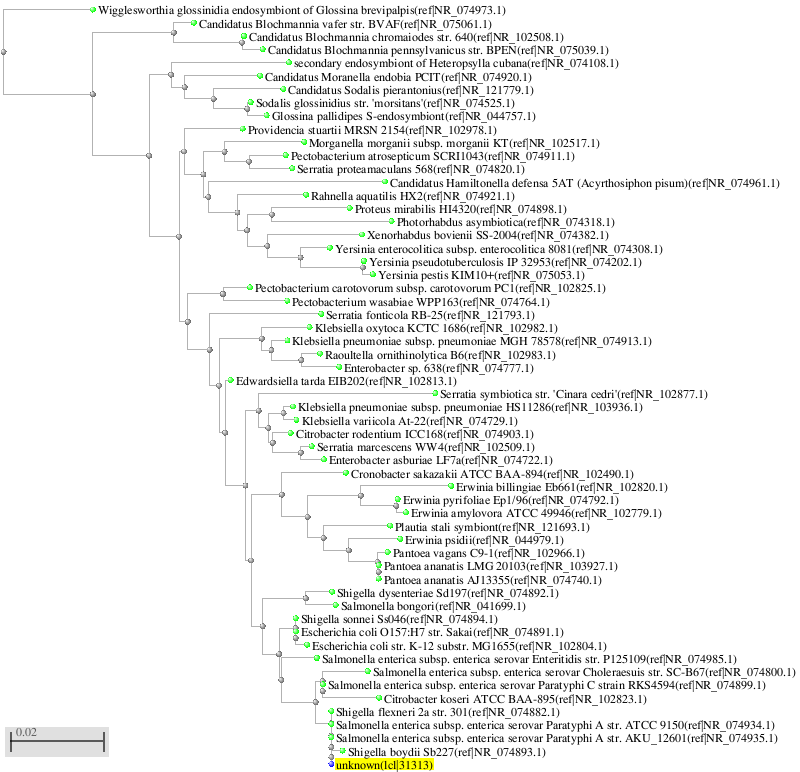 Wigglesworthia glossinidia endosymbiont of Glossina brevipalpis(ref|NR_074973.1)
Candidatus Blochmannia vafer str. BVAF(ref|NR_075061.1)
Candidatus Blochmannia chromaiodes str. 640(ref|NR_102508.1)
Candidatus Blochmannia pennsylvanicus str. BPEN(ref|NR_075039.1)
secondary endosymbiont of Heteropsylla cubana(ref|NR_074108.1)
Candidatus Moranella endobia PCIT(ref|NR_074920.1)
Candidatus Sodalis pierantonius(ref|NR_121779.1)
Sodalis glossinidius str. 'morsitans'(ref|NR_074525.1)
Glossina pallidipes S-endosymbiont(ref|NR_044757.1)
Providencia stuartii MRSN 2154(ref|NR_102978.1)
Morganella morganii subsp. morganii KT(ref|NR_102517.1)
Pectobacterium atrosepticum SCRI1043(ref|NR_074911.1)
Serratia proteamaculans 568(ref|NR_074820.1)
Candidatus Hamiltonella defensa 5AT (Acyrthosiphon pisum)(ref|NR_074961.1)
Rahnella aquatilis HX2(ref|NR_074921.1)
Proteus mirabilis HI4320(ref|NR_074898.1)
Photorhabdus asymbiotica(ref|NR_074318.1)
Xenorhabdus bovienii SS-2004(ref|NR_074382.1)
Yersinia enterocolitica subsp. enterocolitica 8081(ref|NR_074308.1)
Yersinia pseudotuberculosis IP 32953(ref|NR_074202.1)
Yersinia pestis KIM10+(ref|NR_075053.1)
Pectobacterium carotovorum subsp. carotovorum PC1(ref|NR_102825.1)
Pectobacterium wasabiae WPP163(ref|NR_074764.1)
Serratia fonticola RB-25(ref|NR_121793.1)
Klebsiella oxytoca KCTC 1686(ref|NR_102982.1)
Klebsiella pneumoniae subsp. pneumoniae MGH 78578(ref|NR_074913.1)
Raoultella ornithinolytica B6(ref|NR_102983.1)
Enterobacter sp. 638(ref|NR_074777.1)
Edwardsiella tarda EIB202(ref|NR_102813.1)
Serratia symbiotica str. 'Cinara cedri'(ref|NR_102877.1)
Klebsiella pneumoniae subsp. pneumoniae HS11286(ref|NR_103936.1)
Klebsiella variicola At-22(ref|NR_074729.1)
Citrobacter rodentium ICC168(ref|NR_074903.1)
Serratia marcescens WW4(ref|NR_102509.1)
Enterobacter asburiae LF7a(ref|NR_074722.1)
Cronobacter sakazakii ATCC BAA-894(ref|NR_102490.1)
Erwinia billingiae Eb661(ref|NR_102820.1)
Erwinia pyrifoliae Ep1/96(ref|NR_074792.1)
Erwinia amylovora ATCC 49946(ref|NR_102779.1)
Plautia stali symbiont(ref|NR_121693.1)
Erwinia psidii(ref|NR_044979.1)
Pantoea vagans C9-1(ref|NR_102966.1)
Pantoea ananatis LMG 20103(ref|NR_103927.1)
Pantoea ananatis AJ13355(ref|NR_074740.1)
Shigella dysenteriae Sd197(ref|NR_074892.1)
Salmonella bongori(ref|NR_041699.1)
Shigella sonnei Ss046(ref|NR_074894.1)
Escherichia coli O157:H7 str. Sakai(ref|NR_074891.1)
Escherichia coli str. K-12 substr. MG1655(ref|NR_102804.1)
Salmonella enterica subsp. enterica serovar Enteritidis str. P125109(ref|NR_074985.1)
Salmonella enterica subsp. enterica serovar Choleraesuis str. SC-B67(ref|NR_074800.1)
Salmonella enterica subsp. enterica serovar Paratyphi C strain RKS4594(ref|NR_074899.1)
Citrobacter koseri ATCC BAA-895(ref|NR_102823.1)
Shigella flexneri 2a str. 301(ref|NR_074882.1)
Salmonella enterica subsp. enterica serovar Paratyphi A str. ATCC 9150(ref|NR_074934.1)
Salmonella enterica subsp. enterica serovar Paratyphi A str. AKU_12601(ref|NR_074935.1)
Shigella boydii Sb227(ref|NR_074893.1)
unknown(lcl|31313)
0.02